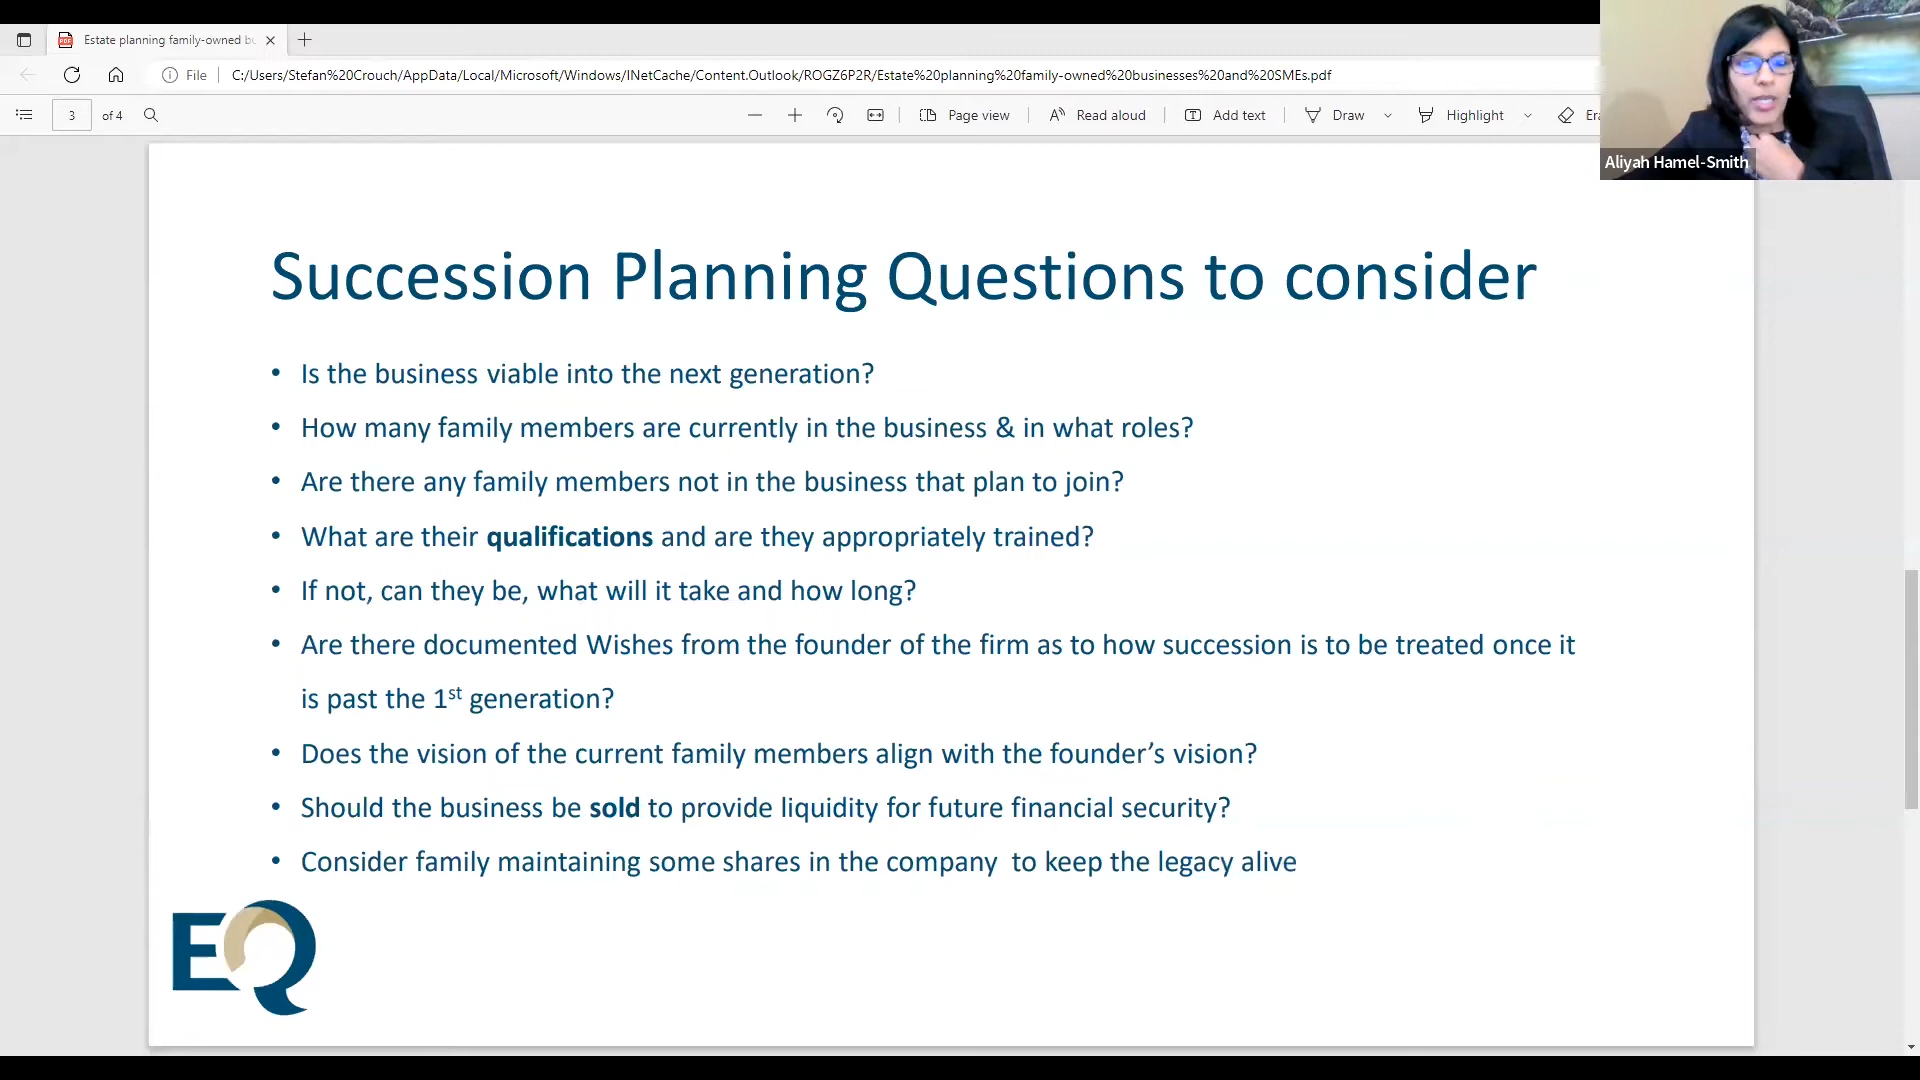 Estate planning family-owned bu
File
C:/Users/Stefan%20Crouch/AppData/Local/Microsoft/Windows/INetCache/Content.Outlook/ROGZ6P2R/Estate%20planning%20family-owned%20businesses%20and%20SMEs.pdf
3 of 4
Page view
Read aloud
Add text
Draw
Highlight
Era
Aliyah Hamel-Smith
Succession Planning Questions to consider
• Is the business viable into the next generation?
• How many family members are currently in the business & in what roles?
• Are there any family members not in the business that plan to join?
• What are their qualifications and are they appropriately trained?
• If not, can they be, what will it take and how long?
• Are there documented Wishes from the founder of the firm as to how succession is to be treated once it
is past the 1st generation?
• Does the vision of the current family members align with the founder’s vision?
• Should the business be sold to provide liquidity for future financial security?
• Consider family maintaining some shares in the company  to keep the legacy alive
EQ